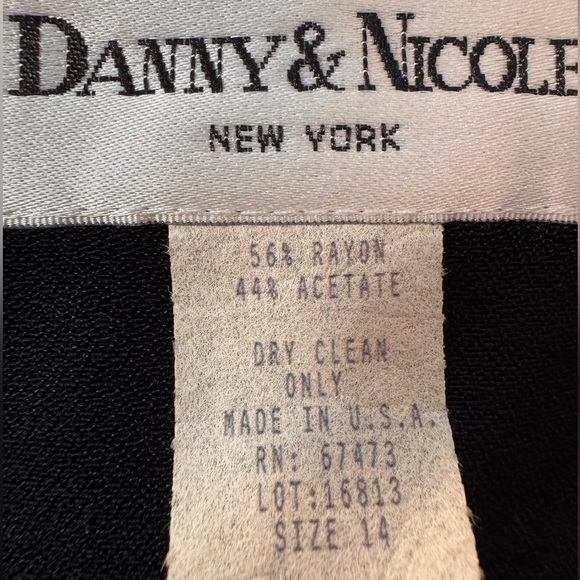 DANNY & NICOLE
NEW YORK
56% RAYON
44% ACETATE
DRY CLEAN
ONLY
MADE IN U.S.A.
RN: 67473
LOT:16813
SIZE 14